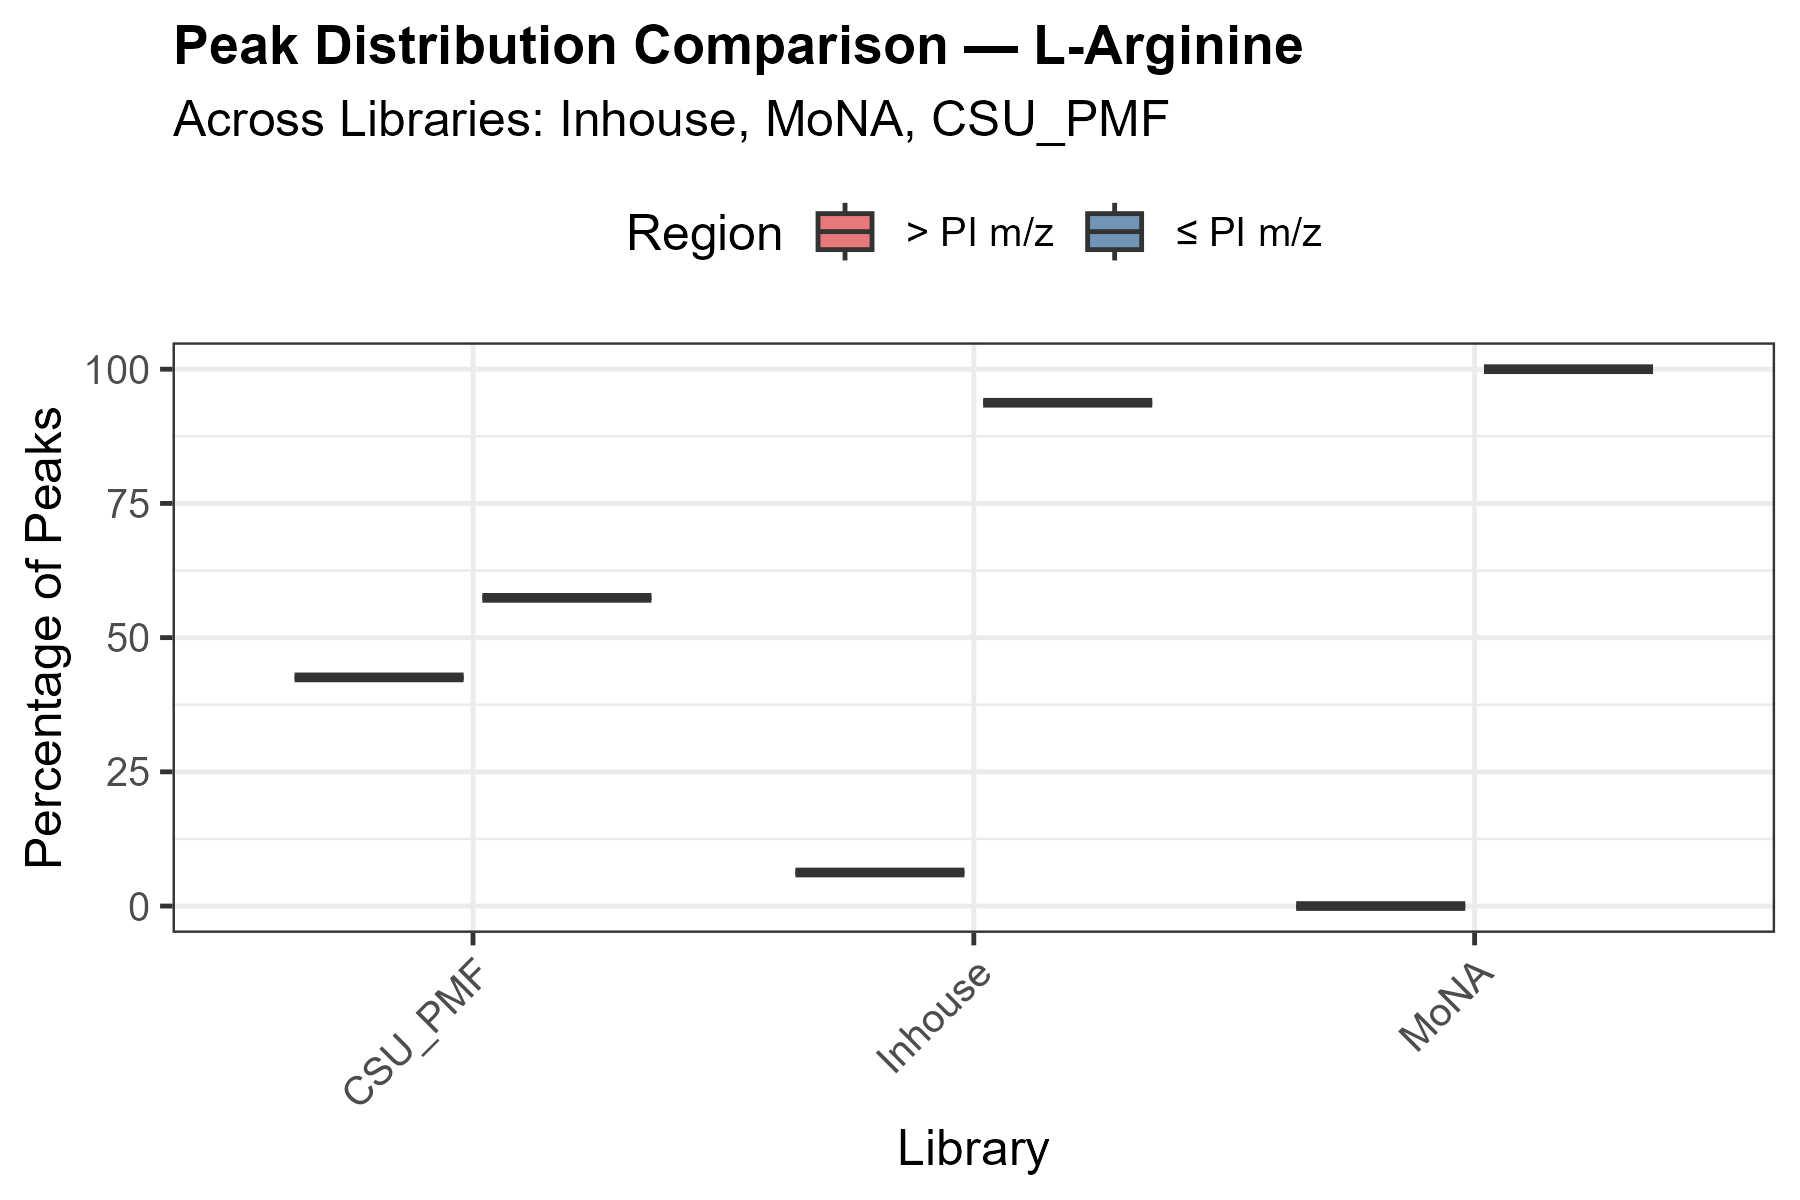 Peak Distribution Comparison — L-Arginine
Across Libraries: Inhouse, MoNA, CSU_PMF
Region > PI m/z ≤ PI m/z
Percentage of Peaks
100
75
50
25
0
CSU_PMF Inhouse MoNA
Library